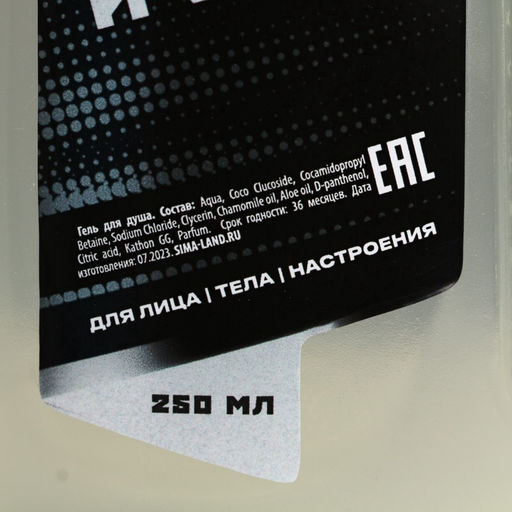 Гель для душа. Состав: Aqua, Coco Clucoside, Cocamidopropyl
Betaine, Sodium Chloride, Clycerin, Chamomile oil, Aloe oil, D-panthenol,
Citric acid, Kathon GG, Parfum. Срок годности: 36 месяцев. Дата
изготовления: 07.2023. SIMA-LAND.RU
EAC
ДЛЯ ЛИЦА | ТЕЛА | НАСТРОЕНИЯ
250 МЛ